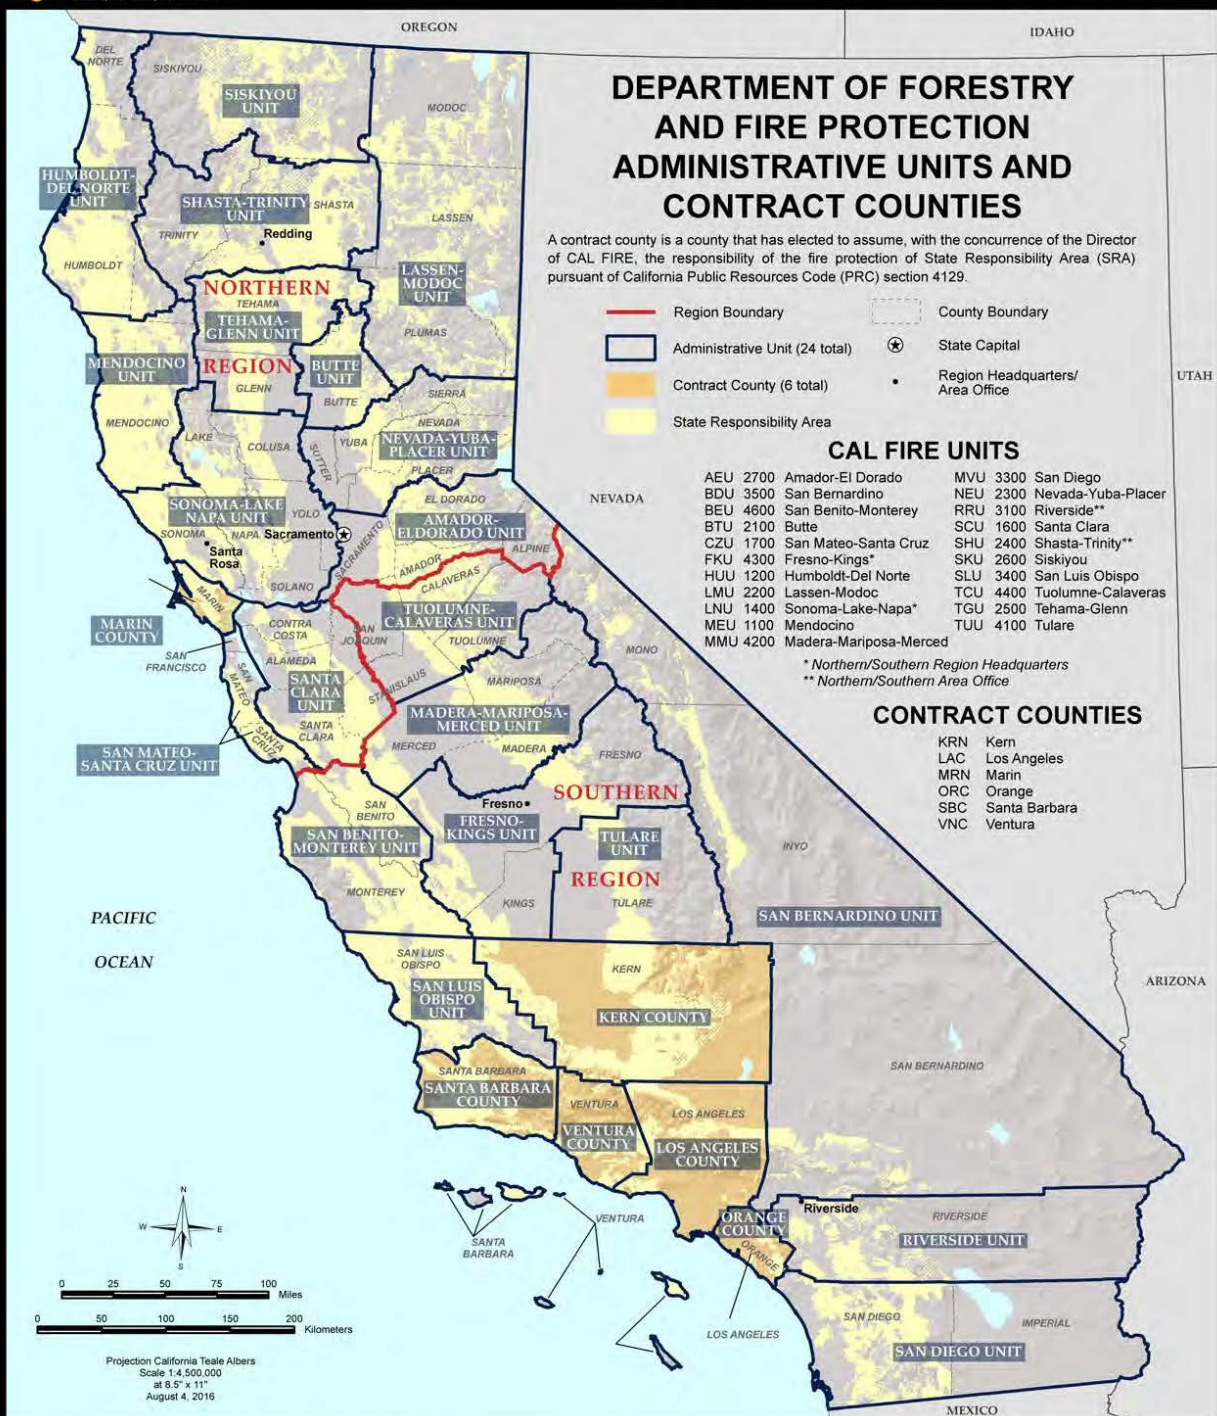 OREGON
IDAHO
DEPARTMENT OF FORESTRY
AND FIRE PROTECTION
ADMINISTRATIVE UNITS AND
CONTRACT COUNTIES
A contract county is a county that has elected to assume, with the concurrence of the Director
of CAL FIRE, the responsibility of the fire protection of State Responsibility Area (SRA)
pursuant of California Public Resources Code (PRC) section 4129.
Region Boundary
County Boundary
Administrative Unit (24 total)
State Capital
Contract County (6 total)
Region Headquarters/
Area Office
State Responsibility Area
UTAH
NEVADA
CAL FIRE UNITS
AEU 2700 Amador-El Dorado
BDU 3500 San Bernardino
BEU 4600 San Benito-Monterey
BTU 2100 Butte
CZU 1700 San Mateo-Santa Cruz
FKU 4300 Fresno-Kings*
HUU 1200 Humboldt-Del Norte
LMU 2200 Lassen-Modoc
LNU 1400 Sonoma-Lake-Napa*
MEU 1100 Mendocino
MMU 4200 Madera-Mariposa-Merced
MVU 3300 San Diego
NEU 2300 Nevada-Yuba-Placer
RRU 3100 Riverside**
SCU 1600 Santa Clara
SHU 2400 Shasta-Trinity**
SKU 2600 Siskiyou
SLU 3400 San Luis Obispo
TCU 4400 Tuolumne-Calaveras
TGU 2500 Tehama-Glenn
TUU 4100 Tulare
* Northern/Southern Region Headquarters
** Northern/Southern Area Office
CONTRACT COUNTIES
KRN Kern
LAC Los Angeles
MRN Marin
ORC Orange
SBC Santa Barbara
VNC Ventura
DEL
NORTE
SISKIYOU
SISKIYOU
UNIT
MODOC
HUMBOLDT-
DEL NORTE
UNIT
SHASTA-TRINITY
UNIT
SHASTA
TRINITY
Redding
LASSEN
HUMBOLDT
LASSEN-
MODOC
UNIT
NORTHERN
TEHAMA
TEHAMA-
GLENN UNIT
PLUMAS
MENDOCINO
UNIT
REGION
BUTTE
UNIT
GLENN
BUTTE
SIERRA
MENDOCINO
LAKE
COLUSA
SUTTER
YUBA
NEVADA
NEVADA-YUBA-
PLACER UNIT
PLACER
EL DORADO
SONOMA-LAKE
NAPA UNIT
YOLO
AMADOR-
ELDORADO UNIT
SONOMA
NAPA
Sacramento
SACRAMENTO
Santa
Rosa
ALPINE
AMADOR
SOLANO
CALAVERAS
MARIN
MARIN
COUNTY
CONTRA
COSTA
SAN
JOAQUIN
TUOLUMNE-
CALAVERAS UNIT
TUOLUMNE
MONO
SAN
FRANCISCO
ALAMEDA
SAN
MATEO
SANTA
CLARA
UNIT
STANISLAUS
MARIPOSA
MADERA-MARIPOSA-
MERCED UNIT
SANTA
CLARA
SANTA
CRUZ
MERCED
MADERA
FRESNO
SAN MATEO-
SANTA CRUZ UNIT
SOUTHERN
Fresno
SAN
BENITO
FRESNO-
KINGS UNIT
SAN BENITO-
MONTEREY UNIT
TULARE
UNIT
INYO
REGION
MONTEREY
KINGS
TULARE
SAN BERNARDINO UNIT
PACIFIC
OCEAN
SAN LUIS
OBISPO
SAN LUIS
OBISPO
UNIT
KERN
KERN COUNTY
ARIZONA
SAN BERNARDINO
SANTA BARBARA
SANTA BARBARA
COUNTY
VENTURA
VENTURA
COUNTY
LOS ANGELES
LOS ANGELES
COUNTY
Riverside
RIVERSIDE
RIVERSIDE UNIT
ORANGE
COUNTY
ORANGE
VENTURA
SANTA
BARBARA
LOS ANGELES
SAN DIEGO
IMPERIAL
SAN DIEGO UNIT
MEXICO
N
W
E
S
0 25 50 75 100
Miles
0 50 100 150 200
Kilometers
Projection California Teale Albers
Scale 1:4,500,000
at 8.5" x 11"
August 4, 2016